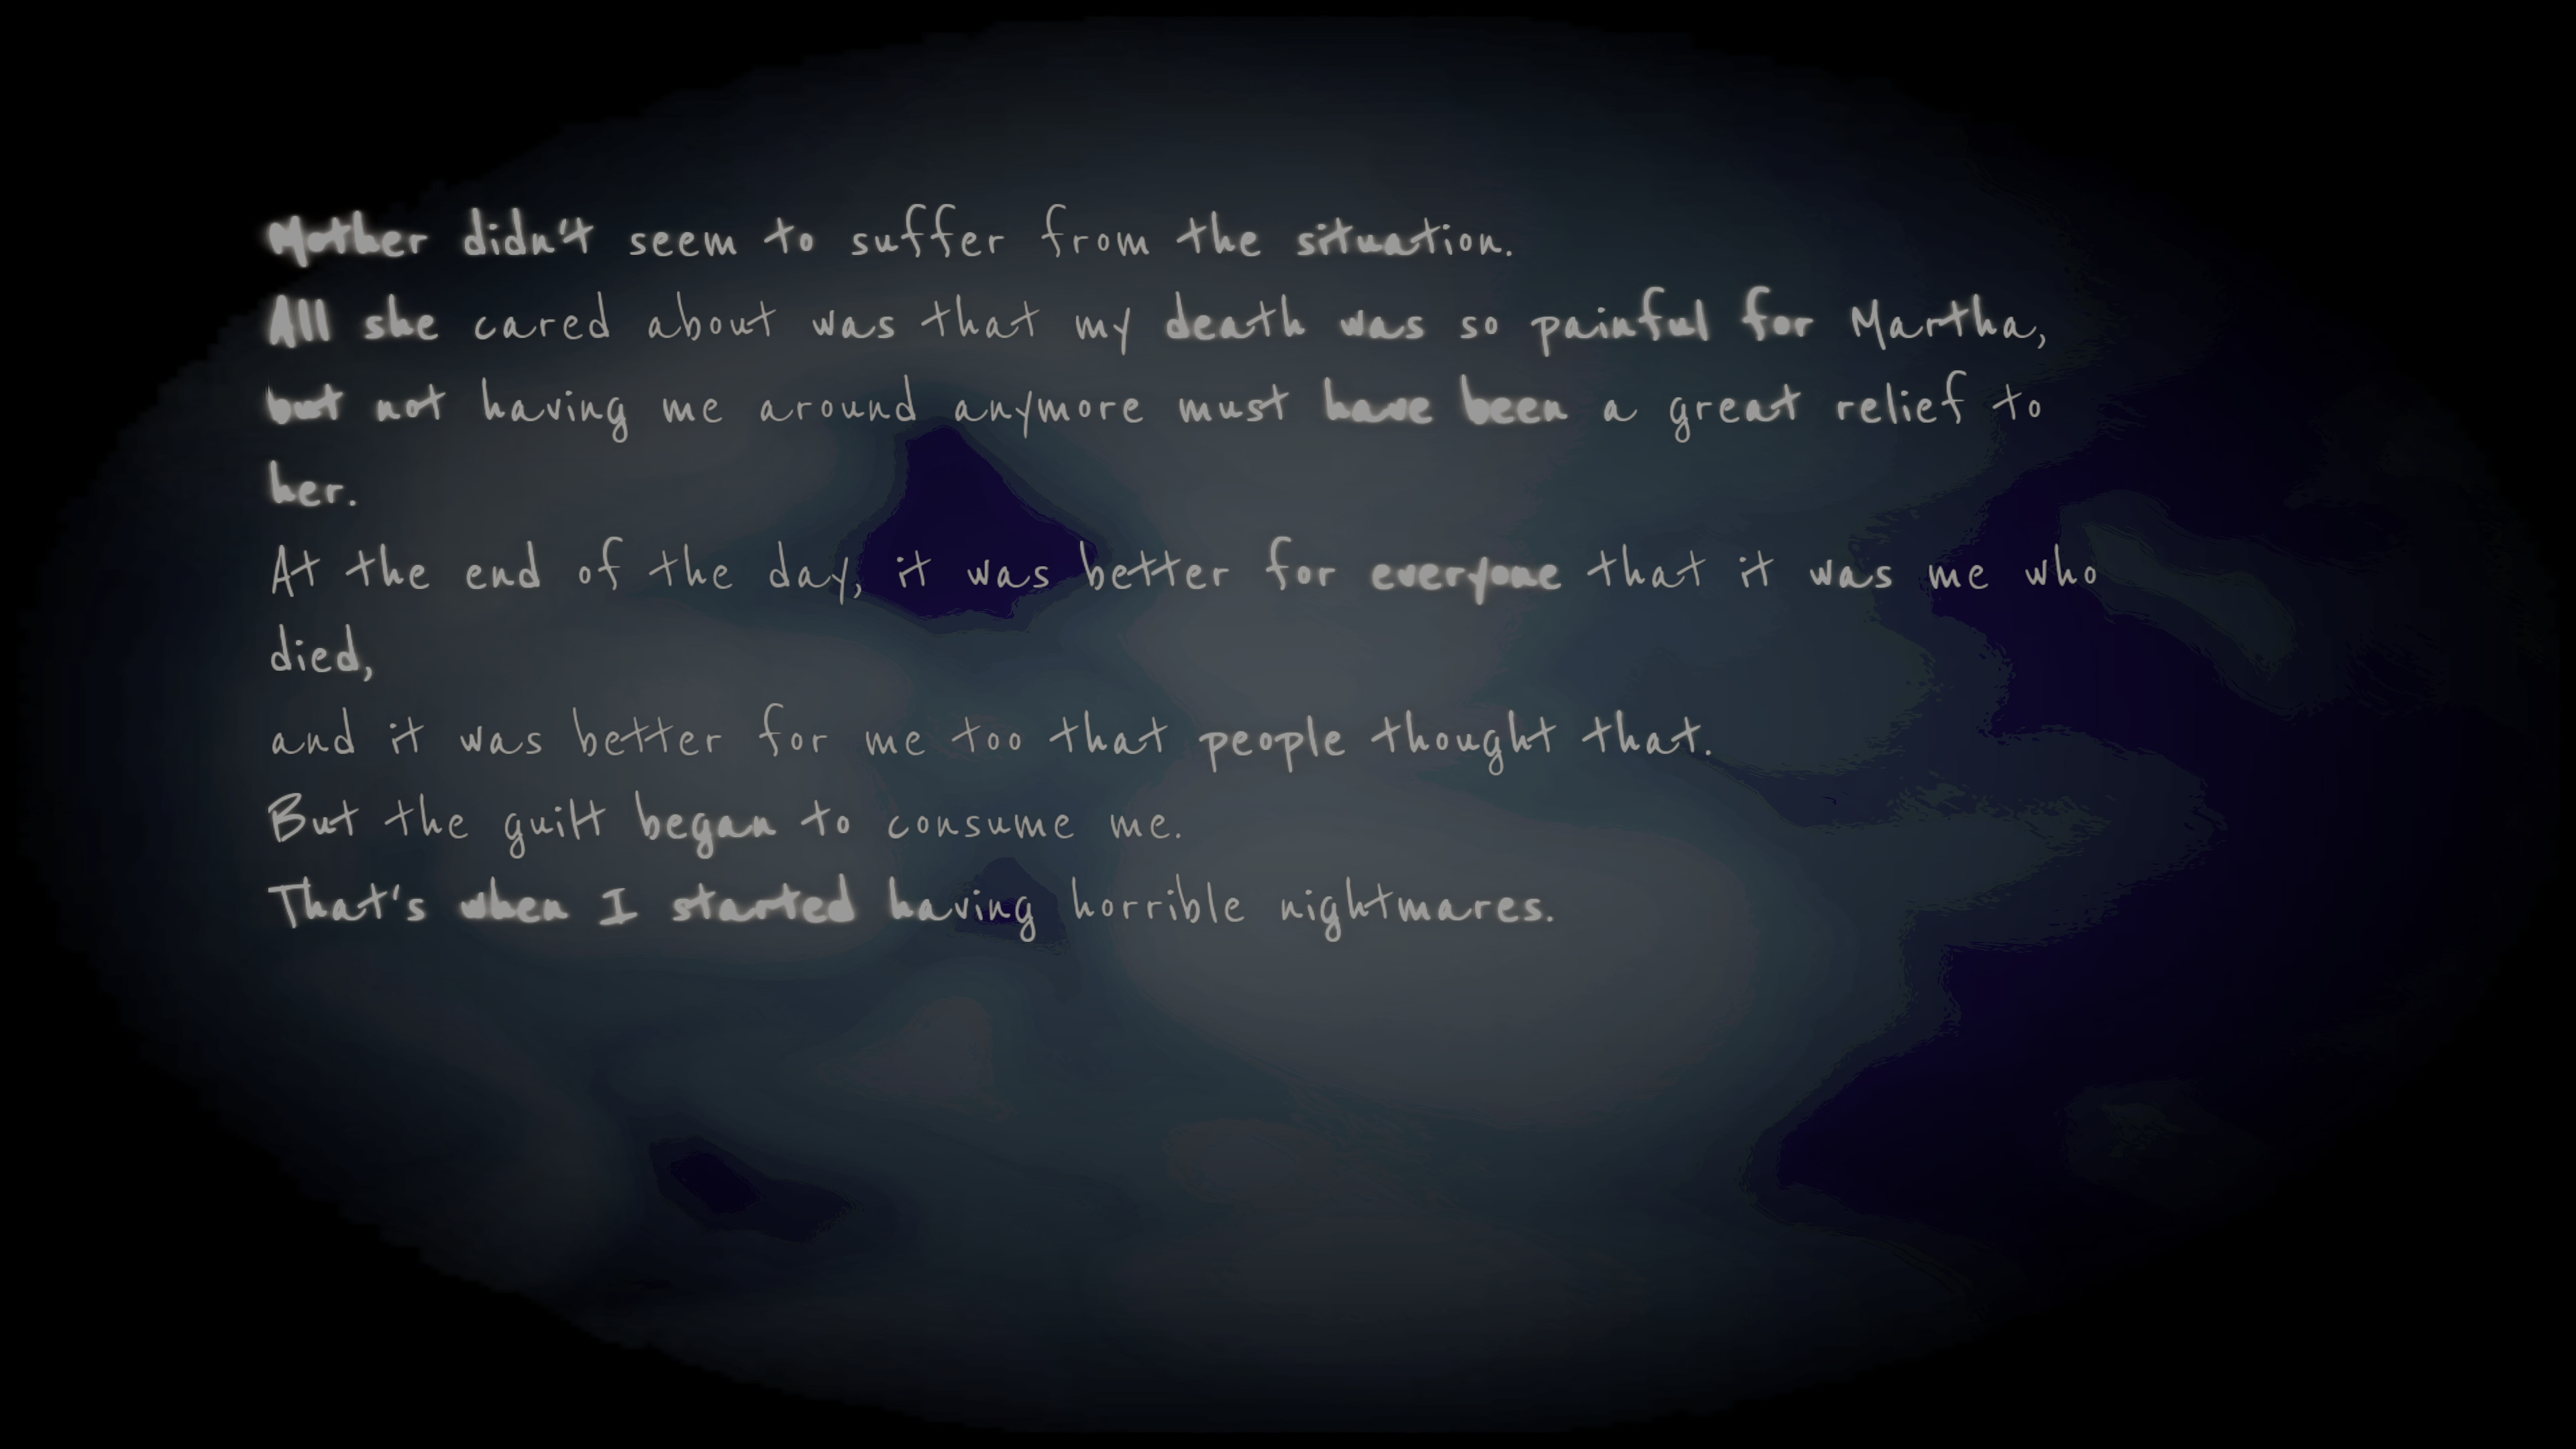 Mother didn't seem to suffer from the situation.
All she cared about was that my death was so painful for Martha,
but not having me around anymore must have been a great relief to
her.
At the end of the day, it was better for everyone that it was me who
died,
and it was better for me too that people thought that.
But the guilt began to consume me.
That's when I started having horrible nightmares.